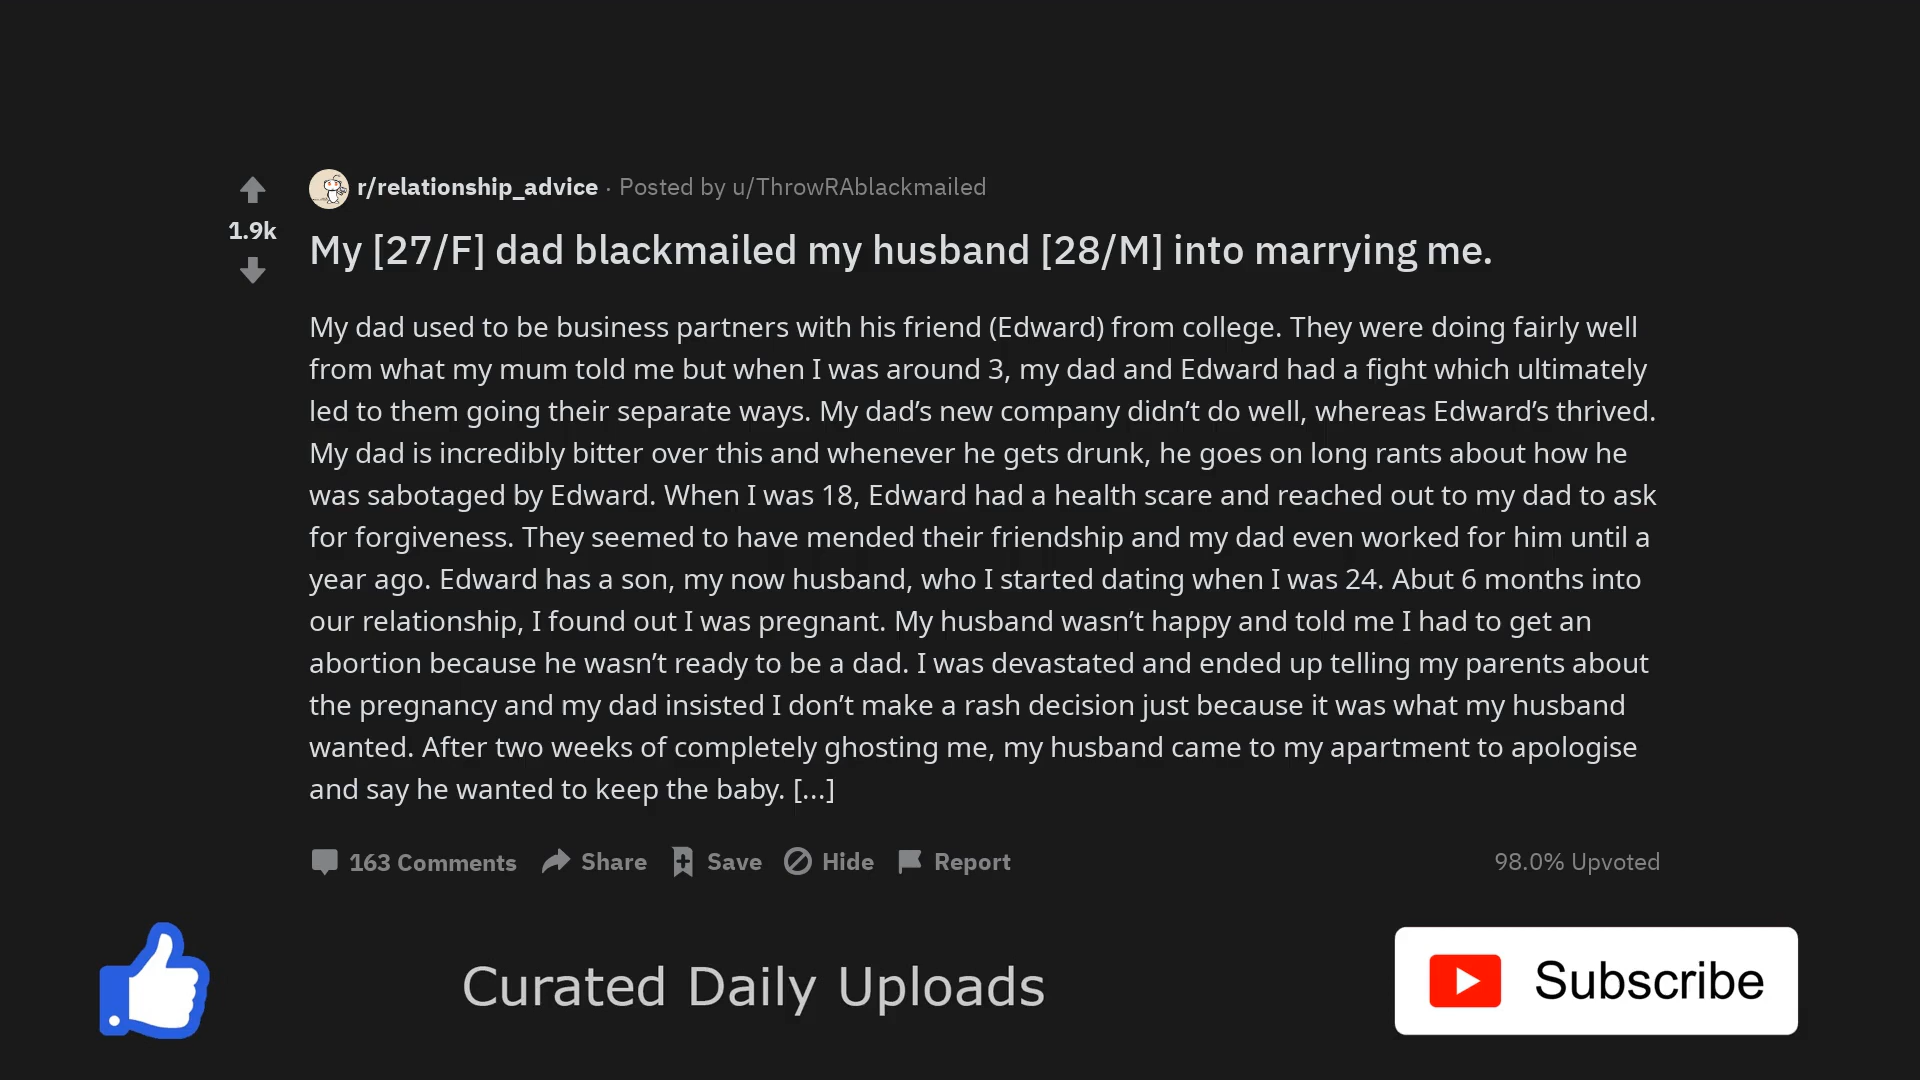 r/relationship_advice · Posted by u/ThrowRAblackmailed
1.9k
My [27/F] dad blackmailed my husband [28/M] into marrying me.
My dad used to be business partners with his friend (Edward) from college. They were doing fairly well
from what my mum told me but when I was around 3, my dad and Edward had a fight which ultimately
led to them going their separate ways. My dad’s new company didn’t do well, whereas Edward’s thrived.
My dad is incredibly bitter over this and whenever he gets drunk, he goes on long rants about how he
was sabotaged by Edward. When I was 18, Edward had a health scare and reached out to my dad to ask
for forgiveness. They seemed to have mended their friendship and my dad even worked for him until a
year ago. Edward has a son, my now husband, who I started dating when I was 24. Abut 6 months into
our relationship, I found out I was pregnant. My husband wasn’t happy and told me I had to get an
abortion because he wasn’t ready to be a dad. I was devastated and ended up telling my parents about
the pregnancy and my dad insisted I don’t make a rash decision just because it was what my husband
wanted. After two weeks of completely ghosting me, my husband came to my apartment to apologise
and say he wanted to keep the baby. [...]
163 Comments Share Save Hide Report 98.0% Upvoted
Curated Daily Uploads
Subscribe